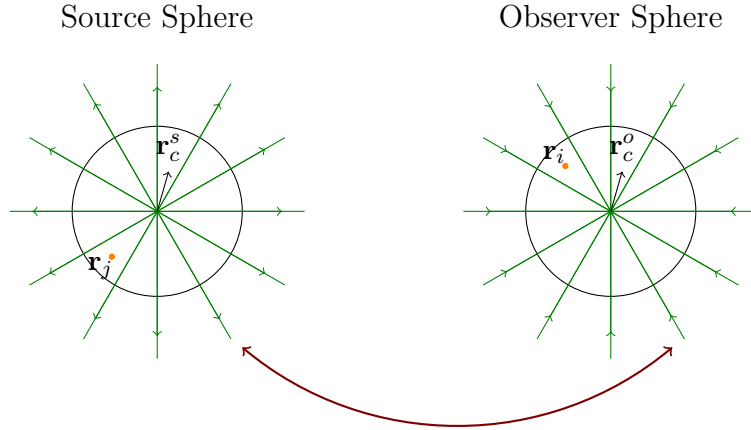 Source Sphere
Observer Sphere
𝐫_c^s
𝐫_j
𝐫_i
𝐫_c^o